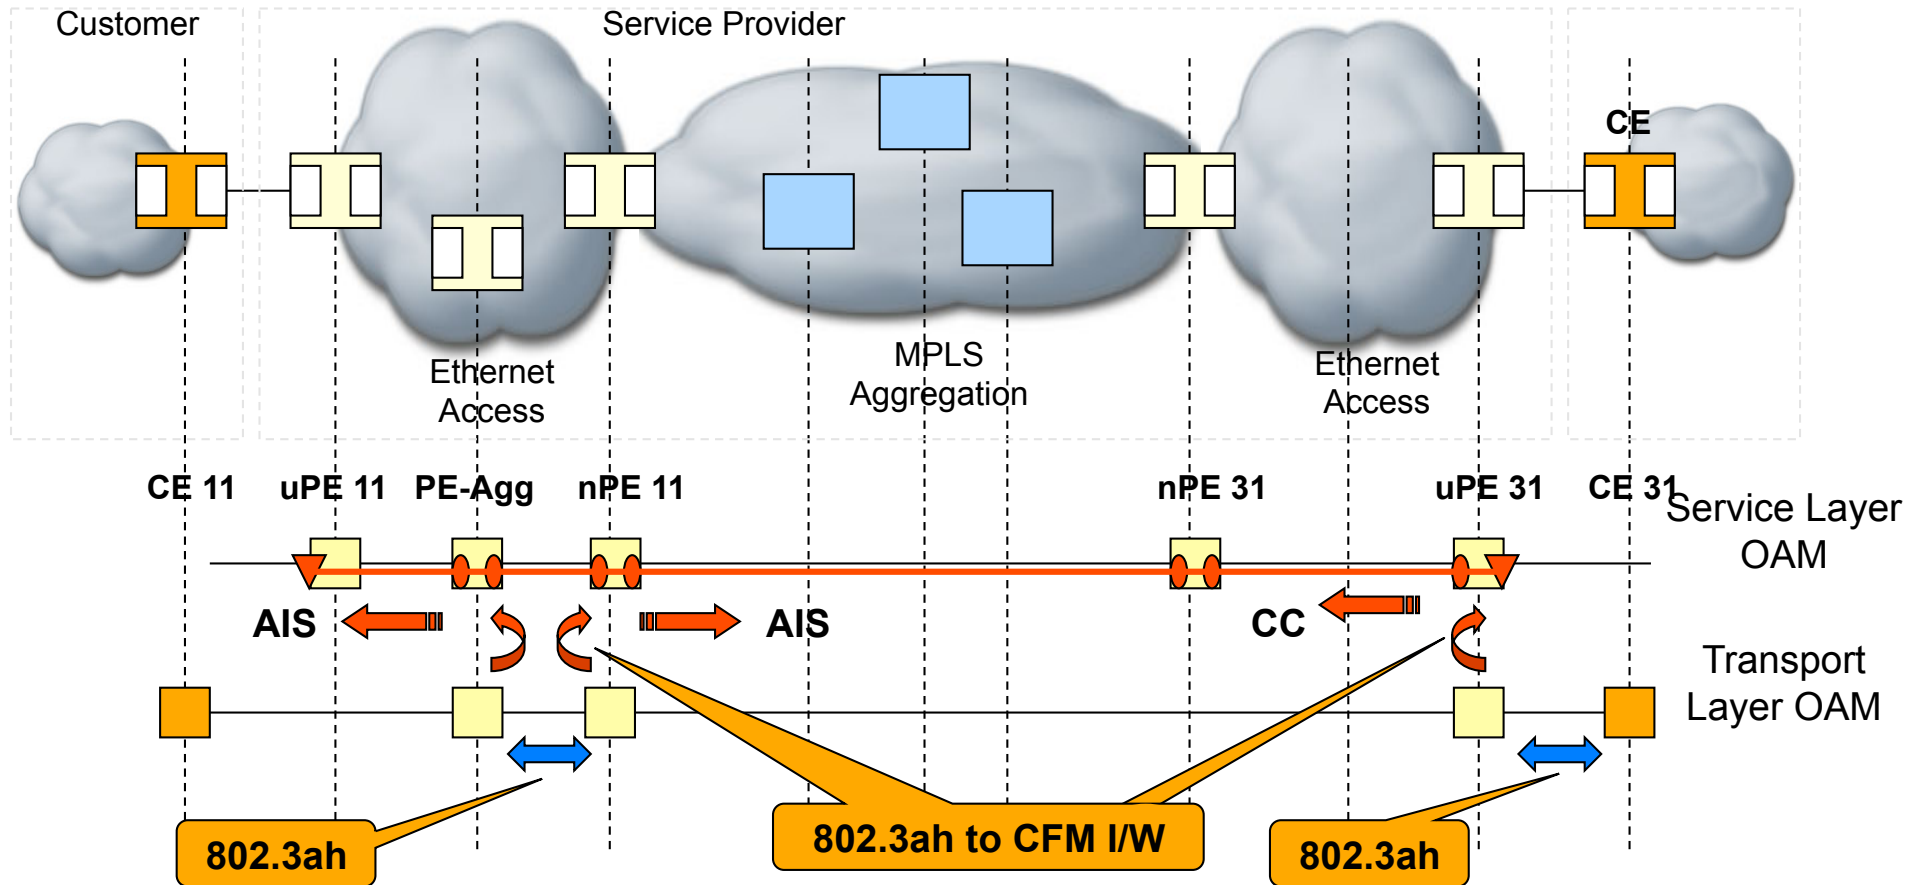 Customer
Service Provider
CE
Ethernet
Access
MPLS
Aggregation
Ethernet
Access
CE 11
uPE 11
PE-Agg
nPE 11
nPE 31
uPE 31
CE 31
Service Layer
OAM
AIS
AIS
CC
Transport
Layer OAM
802.3ah
802.3ah to CFM I/W
802.3ah